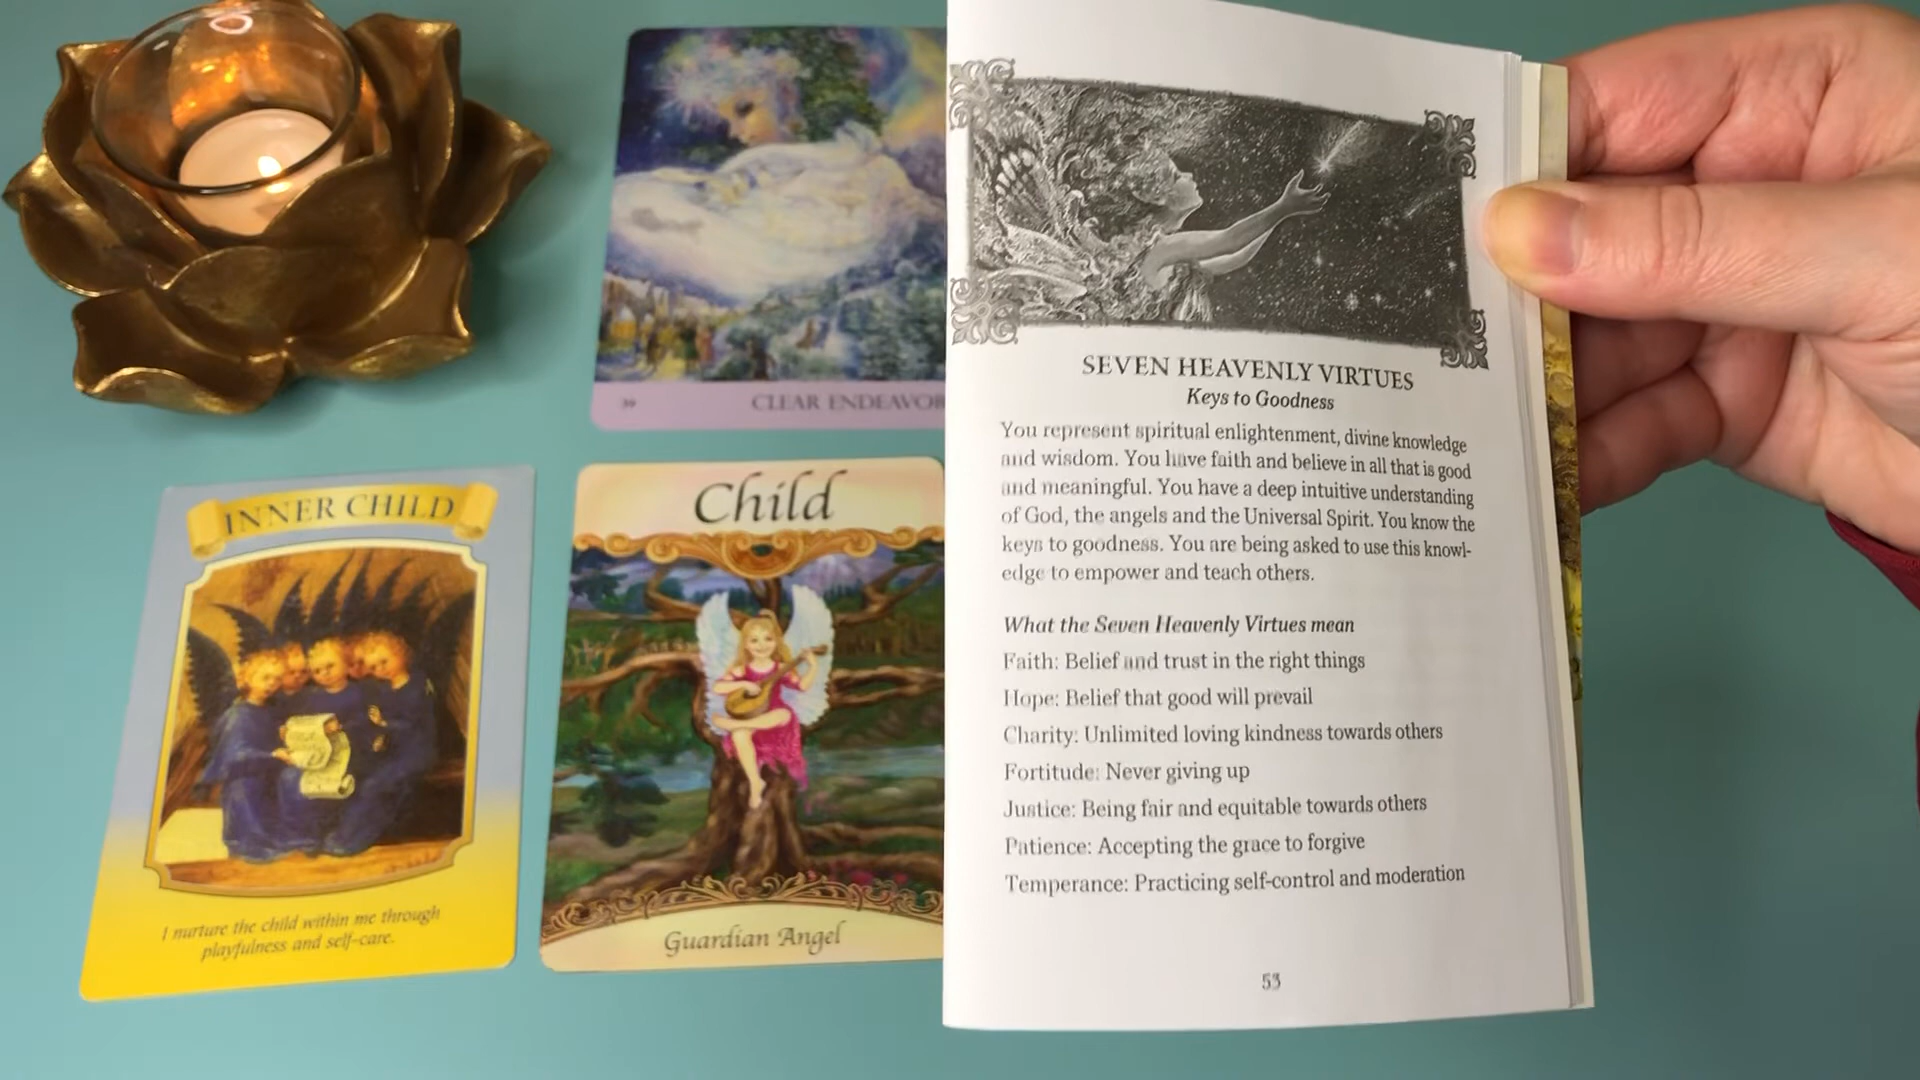 39
CLEAR ENDEAVOR
INNER CHILD
I nurture the child within me through
playfulness and self-care.
Child
Guardian Angel
SEVEN HEAVENLY VIRTUES
Keys to Goodness
You represent spiritual enlightenment, divine knowledge
and wisdom. You have faith and believe in all that is good
and meaningful. You have a deep intuitive understanding
of God, the angels and the Universal Spirit. You know the
keys to goodness. You are being asked to use this knowl-
edge to empower and teach others.
What the Seven Heavenly Virtues mean
Faith: Belief and trust in the right things
Hope: Belief that good will prevail
Charity: Unlimited loving kindness towards others
Fortitude: Never giving up
Justice: Being fair and equitable towards others
Patience: Accepting the grace to forgive
Temperance: Practicing self-control and moderation
53